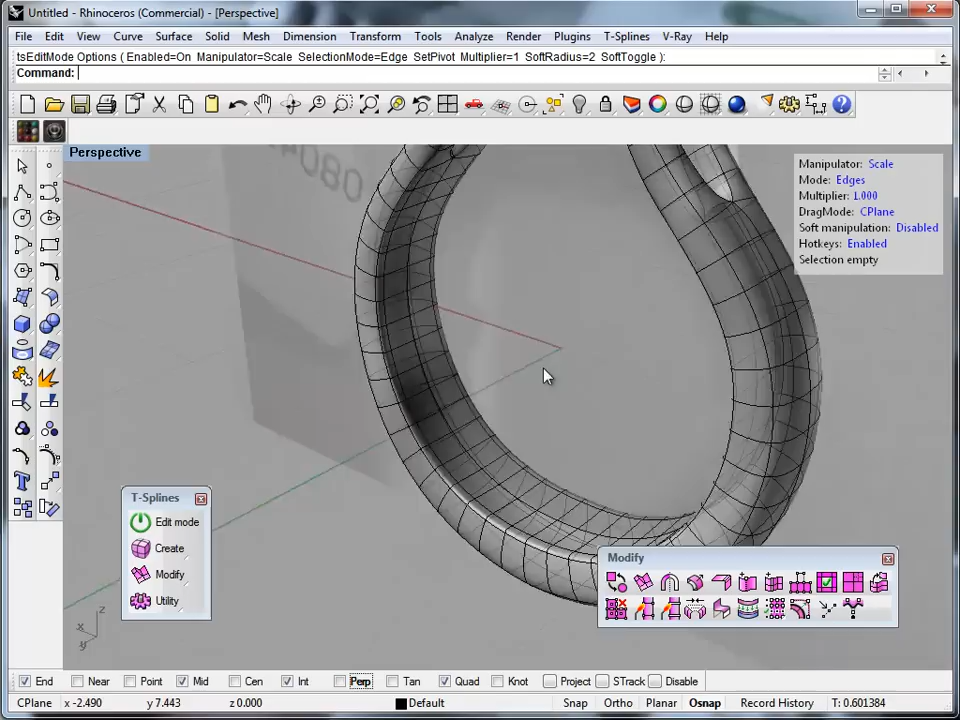 Untitled - Rhinoceros (Commercial) - [Perspective]
File Edit View Curve Surface Solid Mesh Dimension Transform Tools Analyze Render Plugins T-Splines V-Ray Help
tsEditMode Options ( Enabled=On Manipulator=Scale SelectionMode=Edge SetPivot Multiplier=1 SoftRadius=2 SoftToggle ):
Command:
Perspective
Manipulator: Scale
Mode: Edges
Multiplier: 1.000
DragMode: CPlane
Soft manipulation: Disabled
Hotkeys: Enabled
Selection empty
T-Splines
Edit mode
Create
Modify
Utility
Modify
z
x
y
End Near Point Mid Cen Int Perp Tan Quad Knot Project STrack Disable
CPlane x -2.490 y 7.443 z 0.000 Default Snap Ortho Planar Osnap Record History T: 0.601384